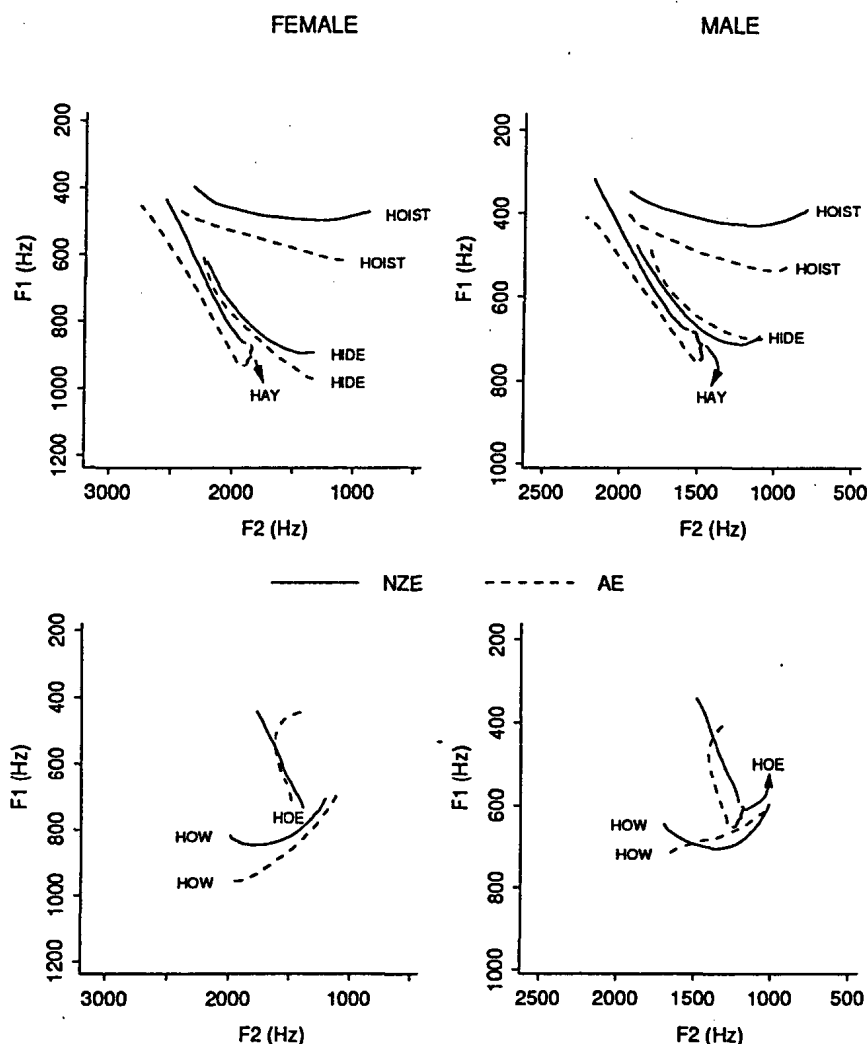 FEMALE
MALE
200
400
600
800
1000
1200
F1 (Hz)
HOIST
HOIST
HIDE
HIDE
HAY
3000
2000
1000
F2 (Hz)
200
400
600
800
1000
F1 (Hz)
HOIST
HOIST
HIDE
HAY
2500
2000
1500
1000
500
F2 (Hz)
NZE
AE
200
400
600
800
1000
1200
F1 (Hz)
HOE
HOW
HOW
3000
2000
1000
F2 (Hz)
200
400
600
800
1000
F1 (Hz)
HOE
HOW
HOW
2500
2000
1500
1000
500
F2 (Hz)